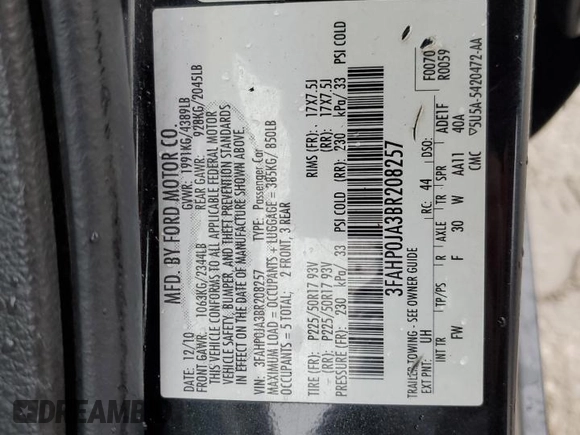 MFD. BY FORD MOTOR CO.
DATE: 12/10 GVWR: 1991KG/4389LB
FRONT GAWR: 1063KG/2344LB REAR GAWR: 928KG/2045LB
THIS VEHICLE CONFORMS TO ALL APPLICABLE FEDERAL MOTOR
VEHICLE SAFETY, BUMPER, AND THEFT PREVENTION STANDARDS
IN EFFECT ON THE DATE OF MANUFACTURE SHOWN ABOVE.
VIN: 3FAHP0JA3BR208257 TYPE: Passenger Car
MAXIMUM LOAD = OCCUPANTS + LUGGAGE = 385KG/ 850LB
OCCUPANTS = 5 TOTAL; 2 FRONT, 3 REAR
TIRE (FR): P225/50R17 93V RIMS (FR): 17X7.5J
(RR): P225/50R17 93V (RR): 17X7.5J
PRESSURE (FR): 230 kPa/ 33 PSI COLD (RR): 230 kPa/ 33 PSI COLD
3FAHP0JA3BR208257
TRAILER TOWING - SEE OWNER GUIDE
F0070
R0059
EXT PNT: UH RC: 44 DSO:
INT TR TP/PS R AXLE TR SPR ADE1F
FW. F 30 W AA11 40A
CMC 5U5A-5420472-AA
DREAMB